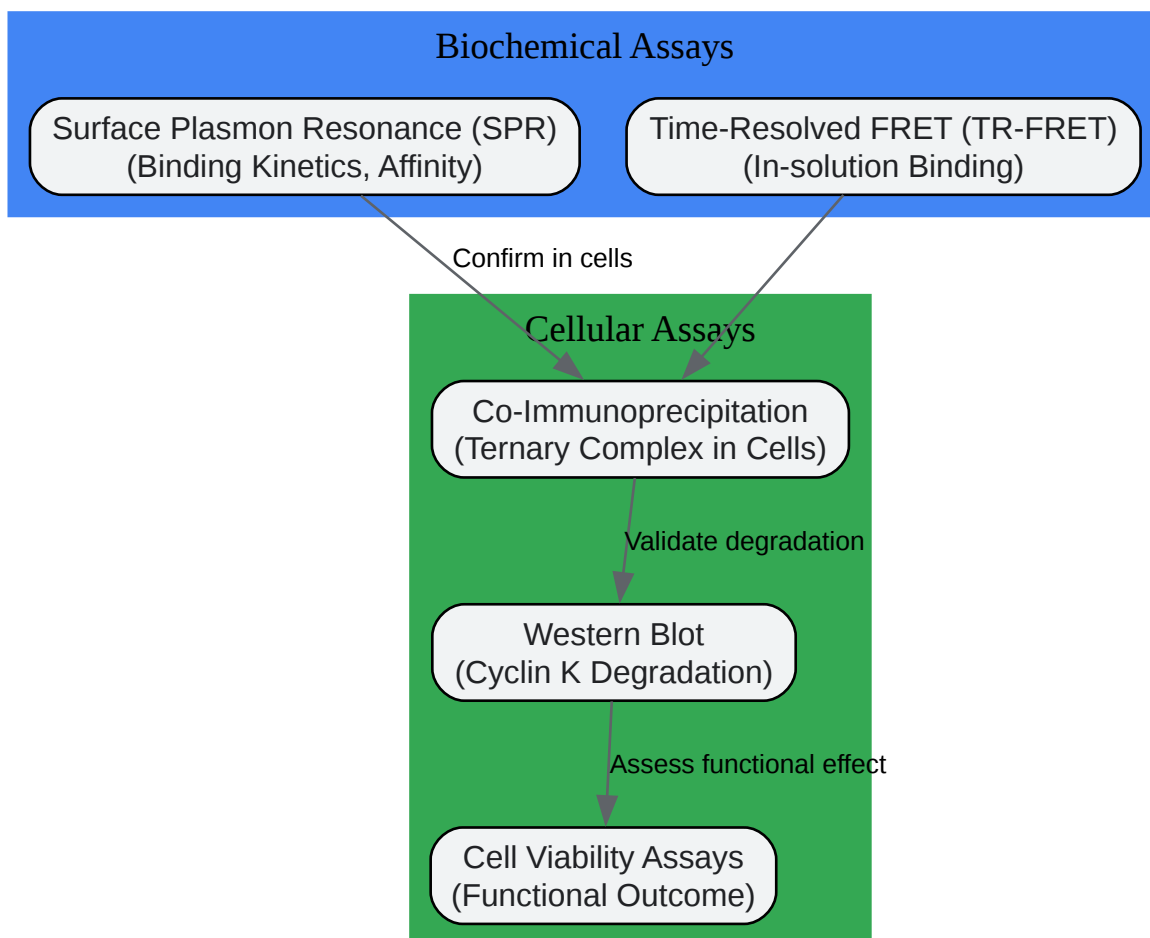 Biochemical Assays
Surface Plasmon Resonance (SPR)
(Binding Kinetics, Affinity)
Time-Resolved FRET (TR-FRET)
(In-solution Binding)
Confirm in cells
Cellular Assays
Co-Immunoprecipitation
(Ternary Complex in Cells)
Validate degradation
Western Blot
(Cyclin K Degradation)
Assess functional effect
Cell Viability Assays
(Functional Outcome)